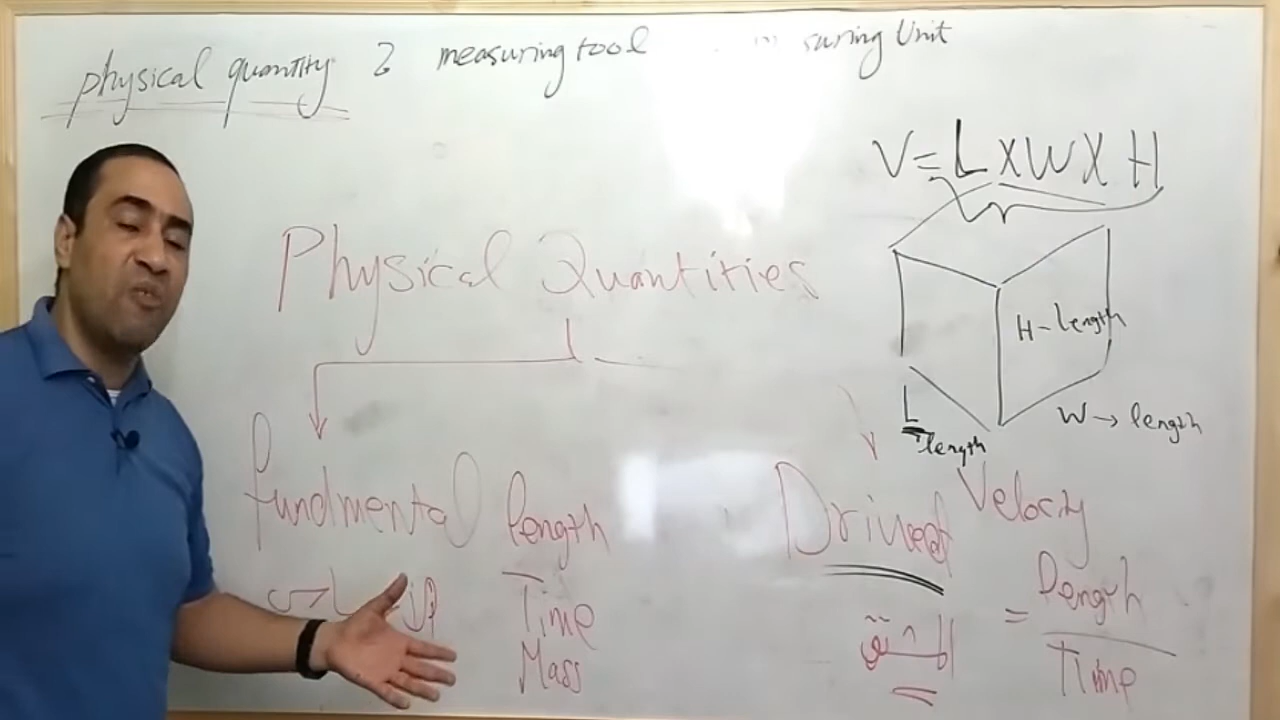 physical quantity measuring tool suring Unit
V = L X W X H
Physical Quantities
H - length
L
length
W → length
fundmental length
Time
Mass
Drived
المشتق
Velocity
= length
Time